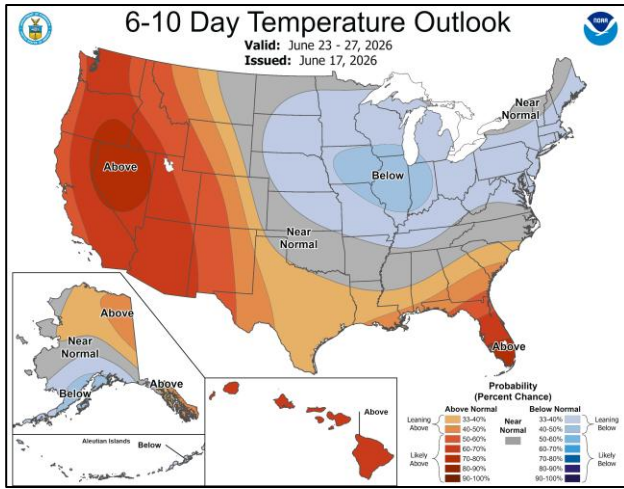 6-10 Day Temperature Outlook
Valid: June 23 - 27, 2026
Issued: June 17, 2026
NOAA
Near
Normal
Above
Below
Near
Normal
Above
Near
Normal
Below
Above
Above
Aleutian Islands
Below
Above
Probability
(Percent Chance)
Above Normal
Below Normal
Leaning
Above
Likely
Above
33-40%
40-50%
50-60%
60-70%
70-80%
80-90%
90-100%
Near
Normal
33-40%
40-50%
50-60%
60-70%
70-80%
80-90%
90-100%
Leaning
Below
Likely
Below